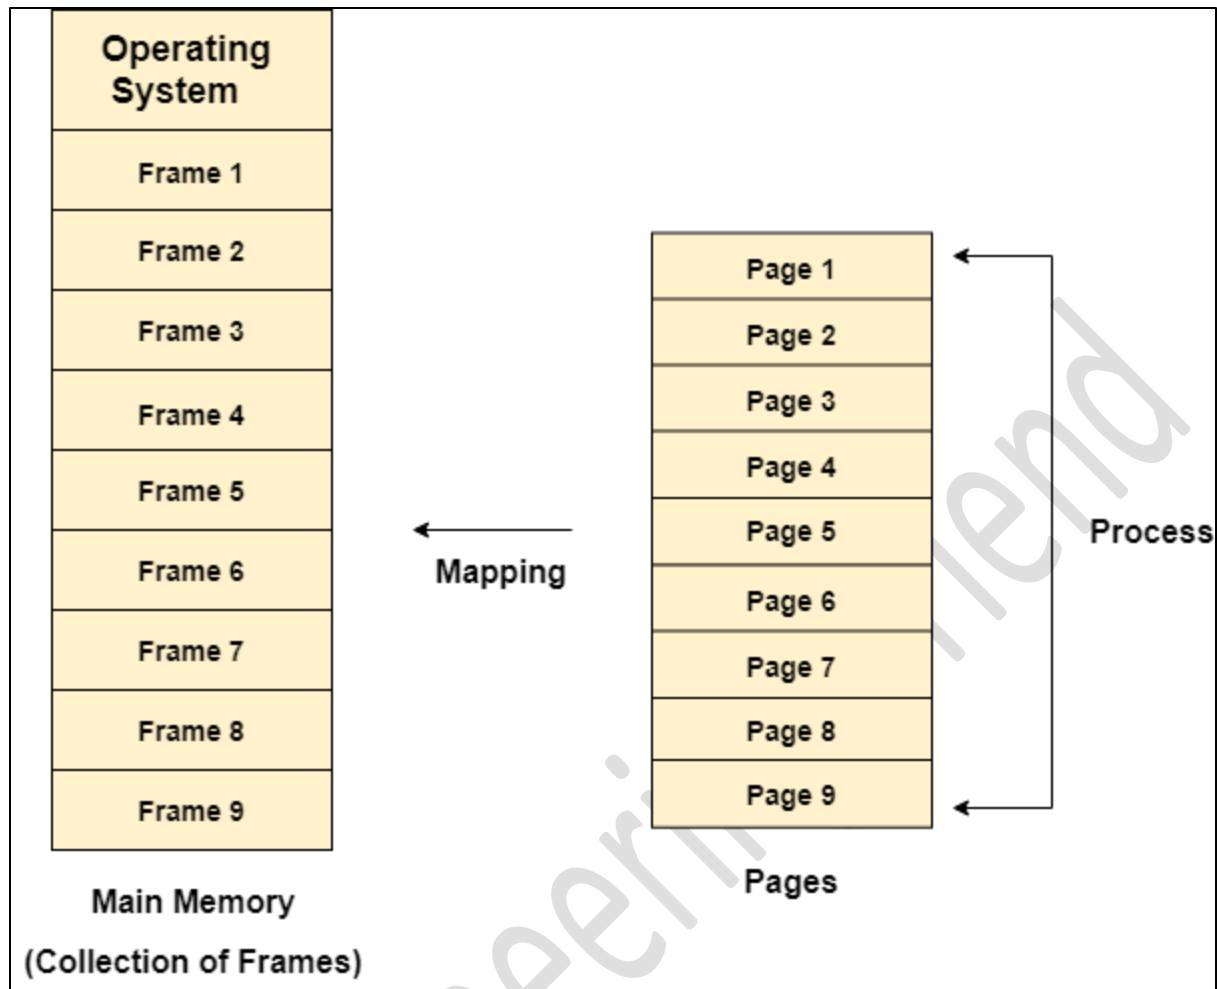 Operating
System
Frame 1
Frame 2
Frame 3
Frame 4
Frame 5
Frame 6
Frame 7
Frame 8
Frame 9
Main Memory
(Collection of Frames)
Mapping
Page 1
Page 2
Page 3
Page 4
Page 5
Page 6
Page 7
Page 8
Page 9
Pages
Process